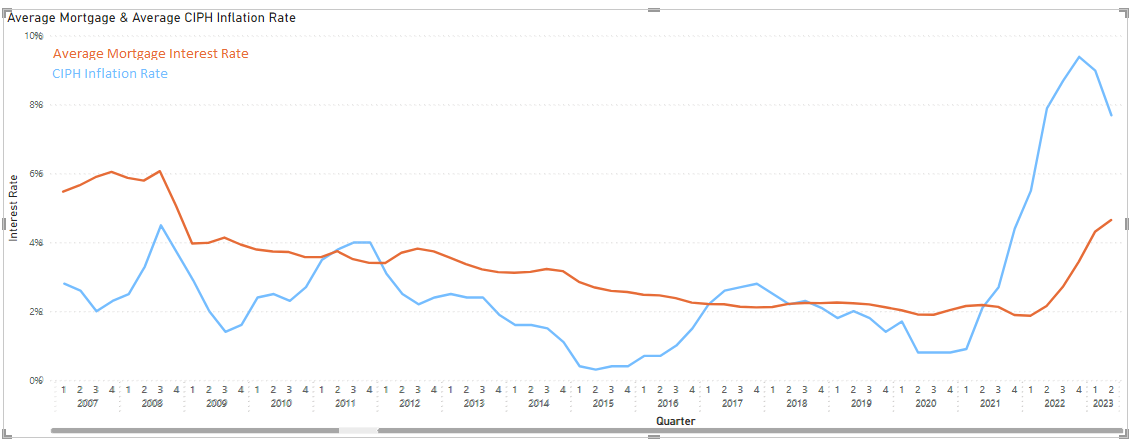 Average Mortgage & Average CIPH Inflation Rate
10%
Average Mortgage Interest Rate
CIPH Inflation Rate
8%
6%
Interest Rate
4%
2%
0%
1 2 3 4 1 2 3 4 1 2 3 4 1 2 3 4 1 2 3 4 1 2 3 4 1 2 3 4 1 2 3 4 1 2 3 4 1 2 3 4 1 2 3 4 1 2 3 4 1 2 3 4 1 2 3 4 1 2 3 4 1 2 3 4 1 2
2007 2008 2009 2010 2011 2012 2013 2014 2015 2016 2017 2018 2019 2020 2021 2022 2023
Quarter